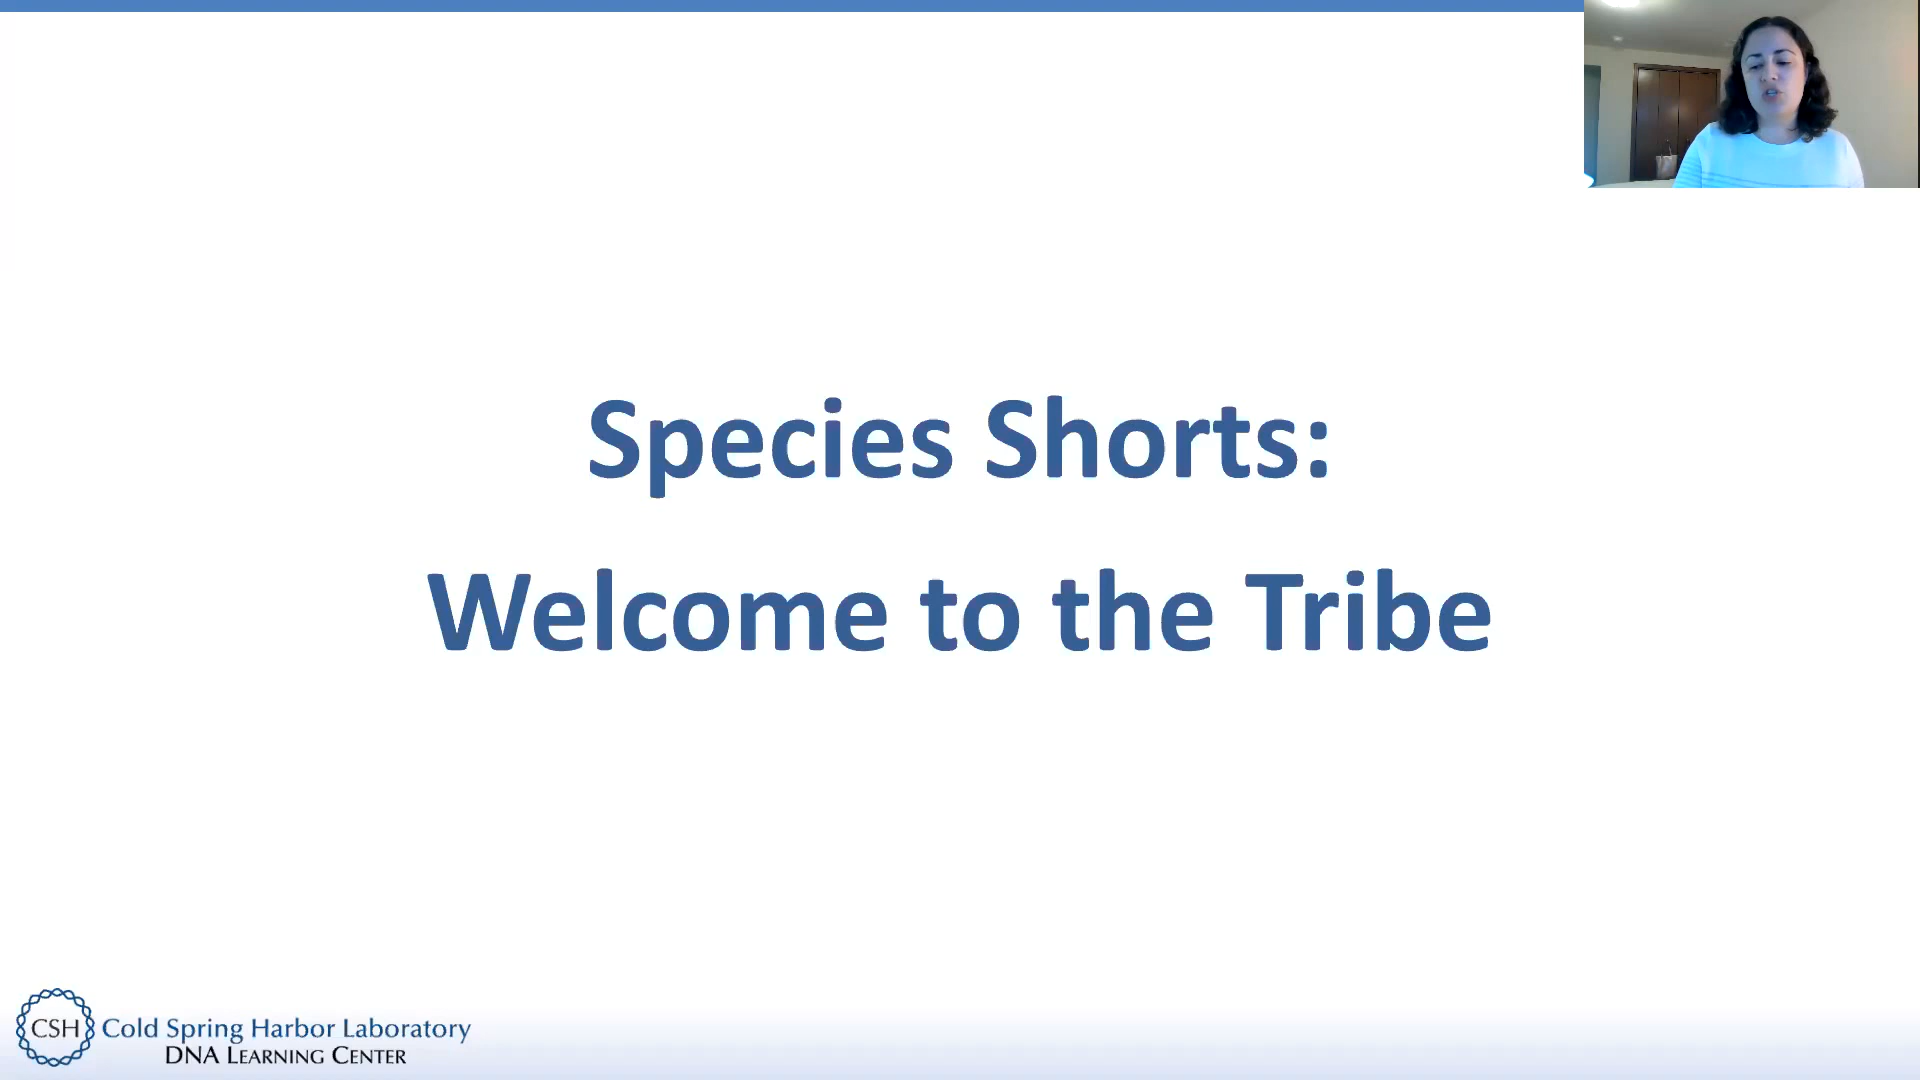 Species Shorts:
Welcome to the Tribe
CSH Cold Spring Harbor Laboratory
DNA LEARNING CENTER